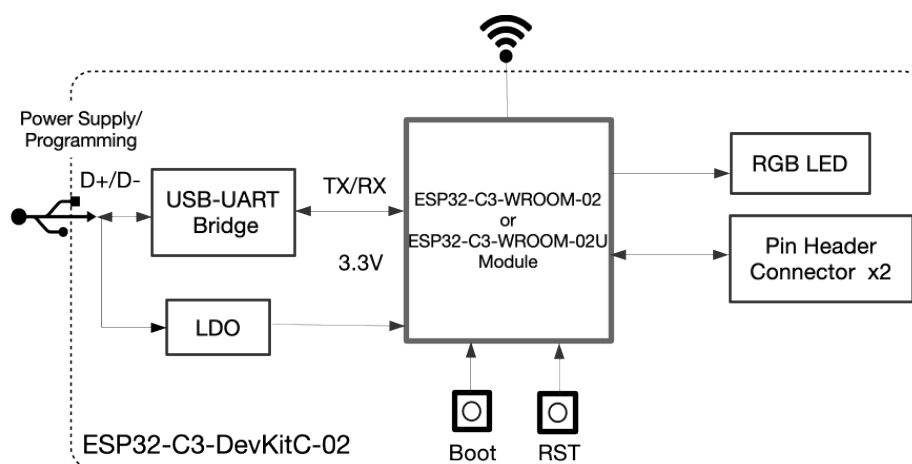 Power Supply/
Programming
D+/D-
USB-UART
Bridge
TX/RX
3.3V
LDO
ESP32-C3-WROOM-02
or
ESP32-C3-WROOM-02U
Module
RGB LED
Pin Header
Connector x2
Boot
RST
ESP32-C3-DevKitC-02